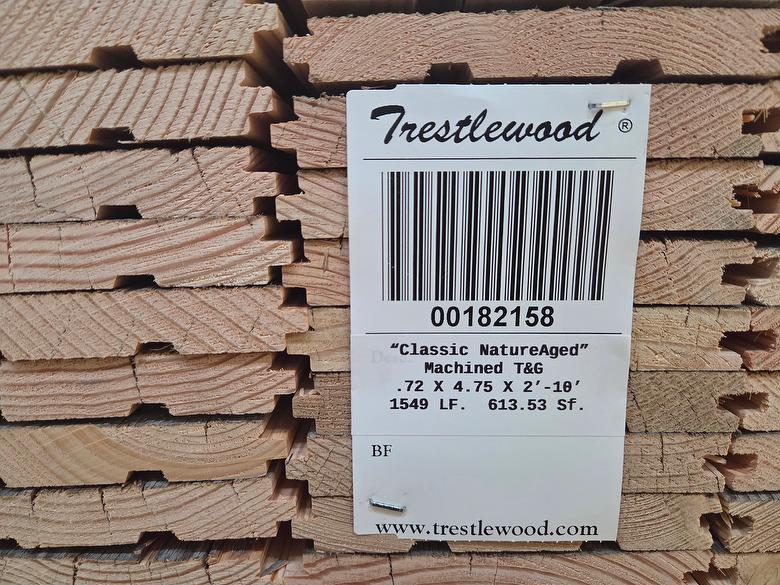 Trestlewood ®
00182158
“Classic NatureAged”
Machined T&G
.72 X 4.75 X 2’-10’
1549 LF. 613.53 Sf.
BF
www.trestlewood.com